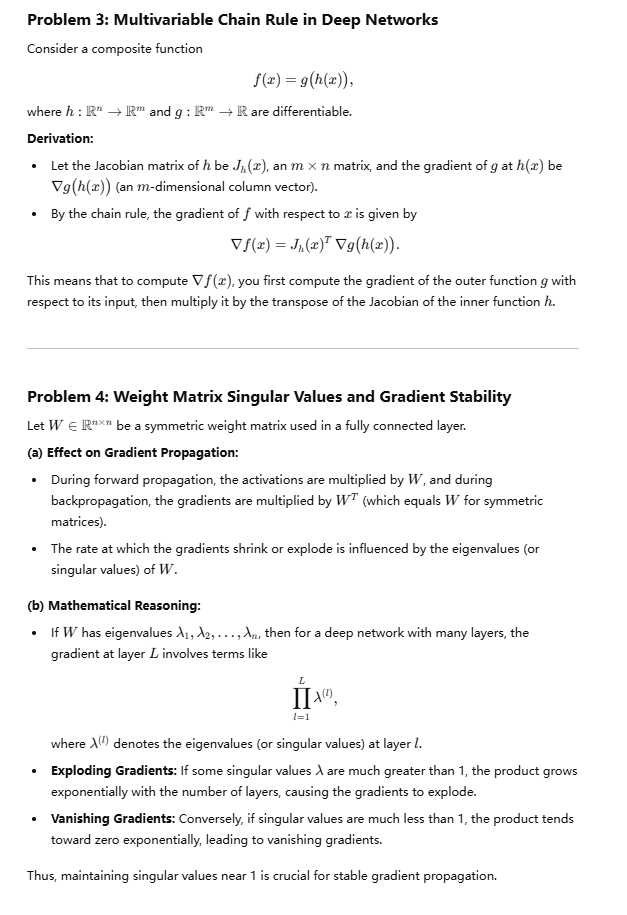 Problem 3: Multivariable Chain Rule in Deep Networks
Consider a composite function
f(x) = g(h(x)),
where h : ℝⁿ → ℝᵐ and g : ℝᵐ → ℝ are differentiable.
Derivation:
• Let the Jacobian matrix of h be Jₕ(x), an m × n matrix, and the gradient of g at h(x) be
∇g(h(x)) (an m-dimensional column vector).
• By the chain rule, the gradient of f with respect to x is given by
∇f(x) = Jₕ(x)ᵀ ∇g(h(x)).
This means that to compute ∇f(x), you first compute the gradient of the outer function g with
respect to its input, then multiply it by the transpose of the Jacobian of the inner function h.
Problem 4: Weight Matrix Singular Values and Gradient Stability
Let W ∈ ℝⁿˣⁿ be a symmetric weight matrix used in a fully connected layer.
(a) Effect on Gradient Propagation:
• During forward propagation, the activations are multiplied by W, and during
backpropagation, the gradients are multiplied by Wᵀ (which equals W for symmetric
matrices).
• The rate at which the gradients shrink or explode is influenced by the eigenvalues (or
singular values) of W.
(b) Mathematical Reasoning:
• If W has eigenvalues λ₁, λ₂, . . . , λₙ, then for a deep network with many layers, the
gradient at layer L involves terms like
L
∏ λ⁽ˡ⁾,
l=1
where λ⁽ˡ⁾ denotes the eigenvalues (or singular values) at layer l.
• Exploding Gradients: If some singular values λ are much greater than 1, the product grows
exponentially with the number of layers, causing the gradients to explode.
• Vanishing Gradients: Conversely, if singular values are much less than 1, the product tends
toward zero exponentially, leading to vanishing gradients.
Thus, maintaining singular values near 1 is crucial for stable gradient propagation.